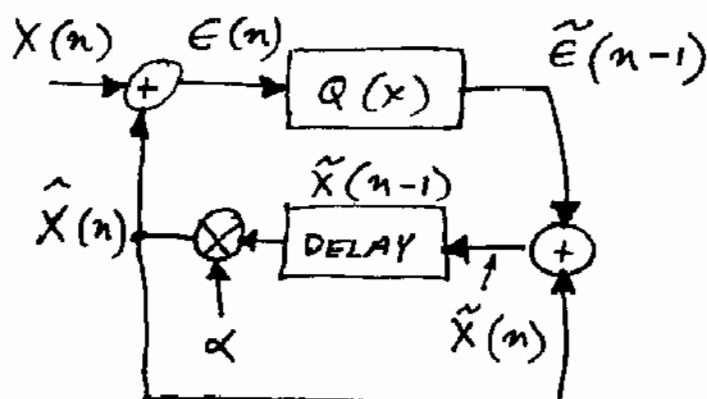 X(n)
ϵ(n)
ϵ̃(n-1)
+
Q(x)
X̃(n-1)
X̂(n)
DELAY
+
α
X̃(n)